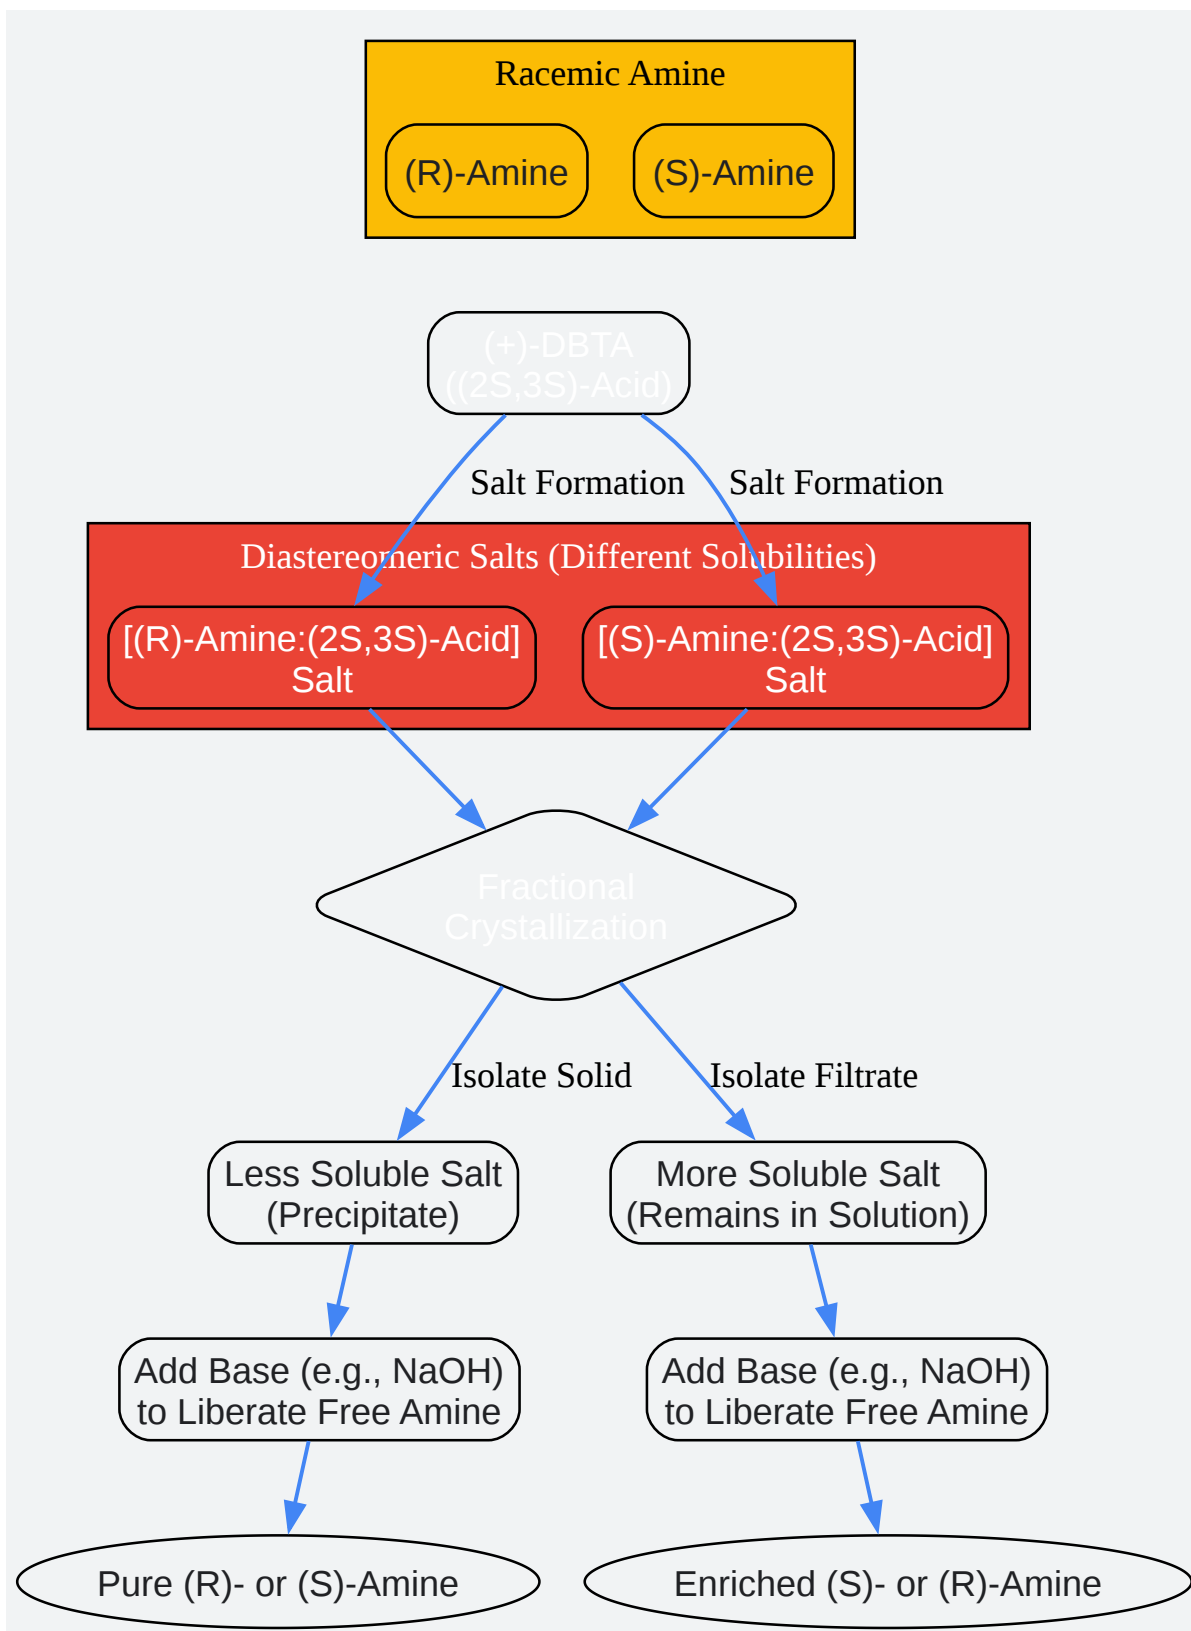 Racemic Amine
(R)-Amine
(S)-Amine
(+)-DBTA
((2S,3S)-Acid)
Salt Formation
Salt Formation
Diastereomeric Salts (Different Solubilities)
[(R)-Amine:(2S,3S)-Acid]
Salt
[(S)-Amine:(2S,3S)-Acid]
Salt
Fractional
Crystallization
Isolate Solid
Isolate Filtrate
Less Soluble Salt
(Precipitate)
More Soluble Salt
(Remains in Solution)
Add Base (e.g., NaOH)
to Liberate Free Amine
Add Base (e.g., NaOH)
to Liberate Free Amine
Pure (R)- or (S)-Amine
Enriched (S)- or (R)-Amine